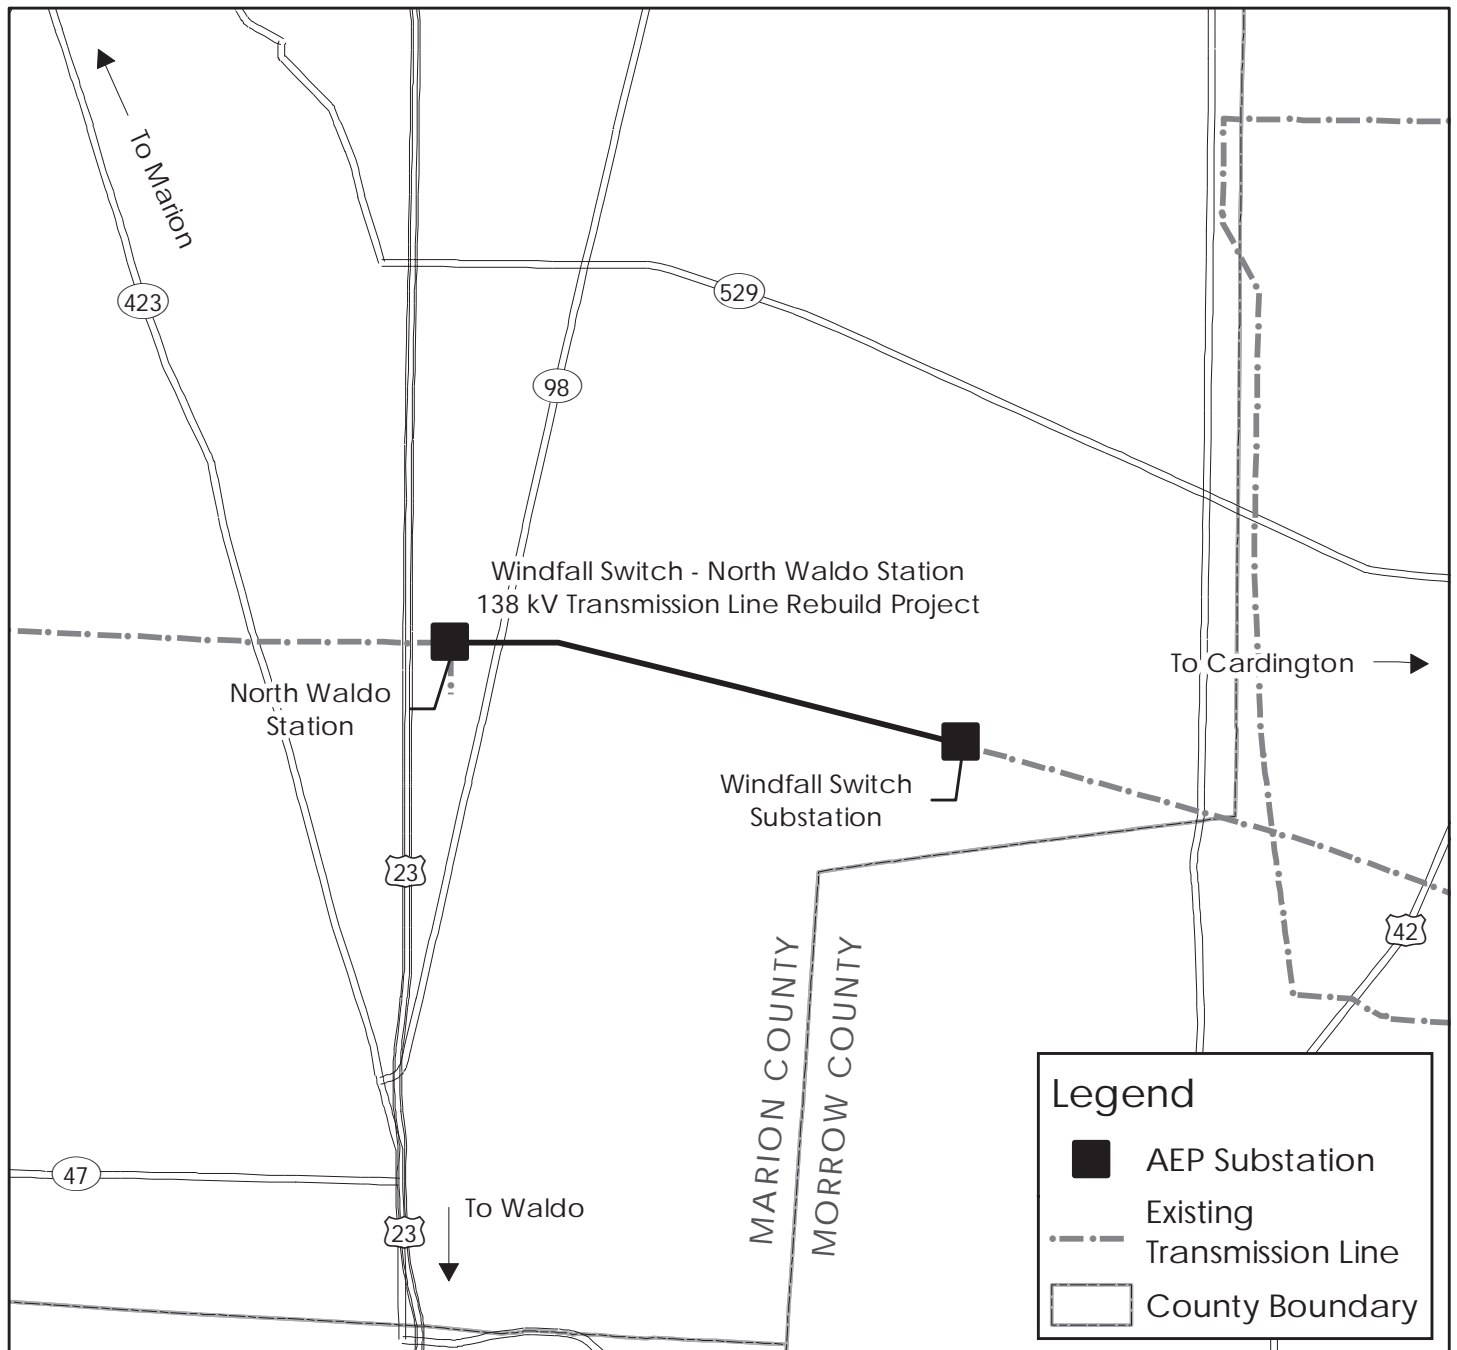 To Marion
423
529
98
Windfall Switch - North Waldo Station
138 kV Transmission Line Rebuild Project
To Cardington
North Waldo
Station
Windfall Switch
Substation
23
42
MARION COUNTY
MORROW COUNTY
47
To Waldo
23
Legend
AEP Substation
Existing
Transmission Line
County Boundary